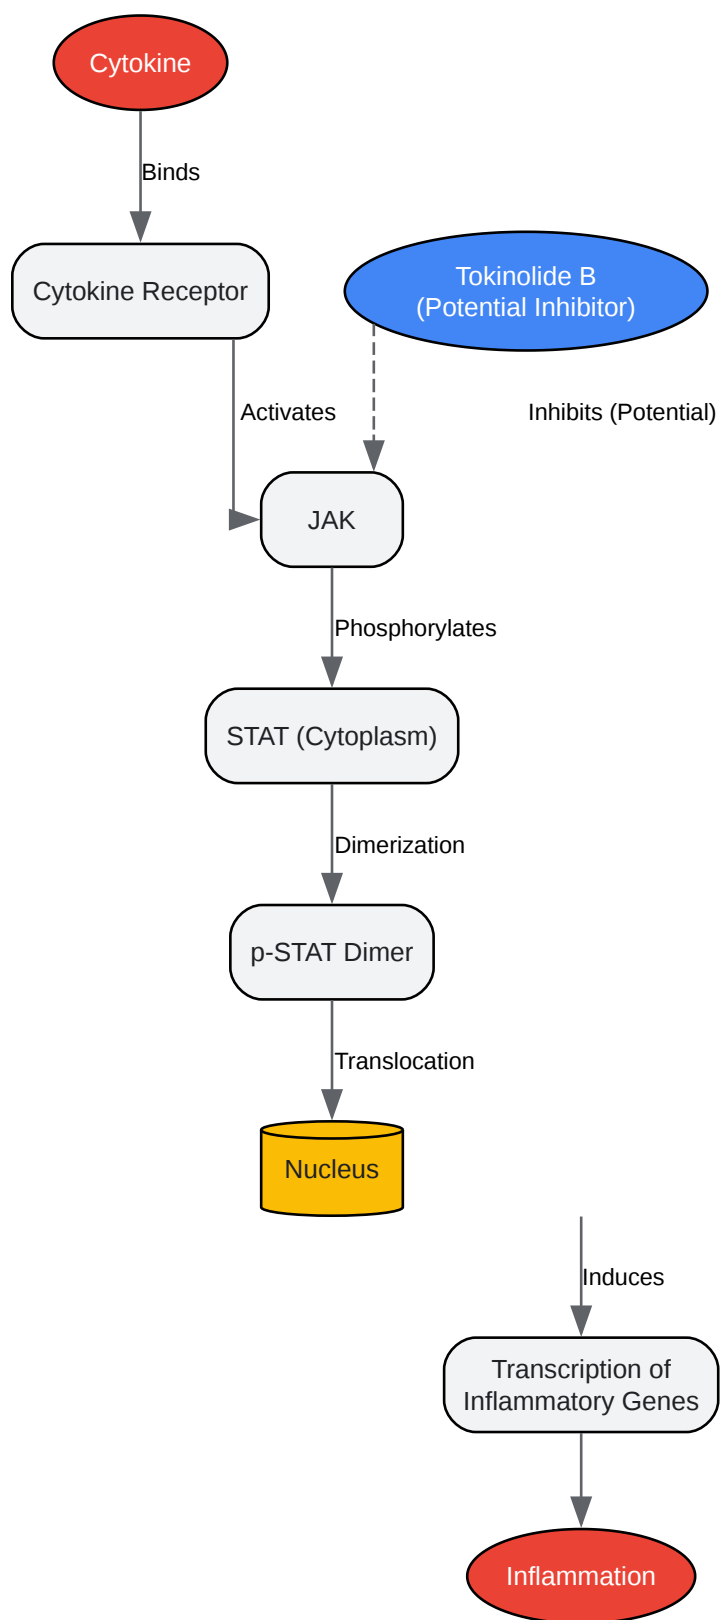 Cytokine
Binds
Cytokine Receptor
Tokinolide B
(Potential Inhibitor)
Activates
Inhibits (Potential)
JAK
Phosphorylates
STAT (Cytoplasm)
Dimerization
p-STAT Dimer
Translocation
Nucleus
Induces
Transcription of
Inflammatory Genes
Inflammation